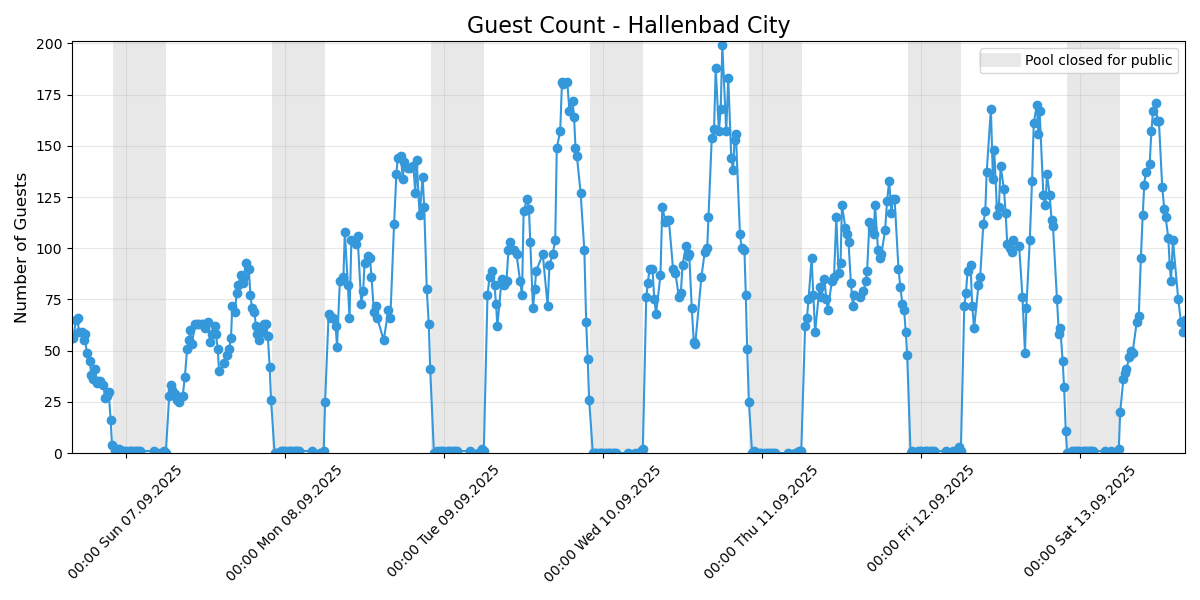 Guest Count - Hallenbad City
Number of Guests
200
175
150
125
100
75
50
25
0
Pool closed for public
00:00 Sun 07.09.2025
00:00 Mon 08.09.2025
00:00 Tue 09.09.2025
00:00 Wed 10.09.2025
00:00 Thu 11.09.2025
00:00 Fri 12.09.2025
00:00 Sat 13.09.2025